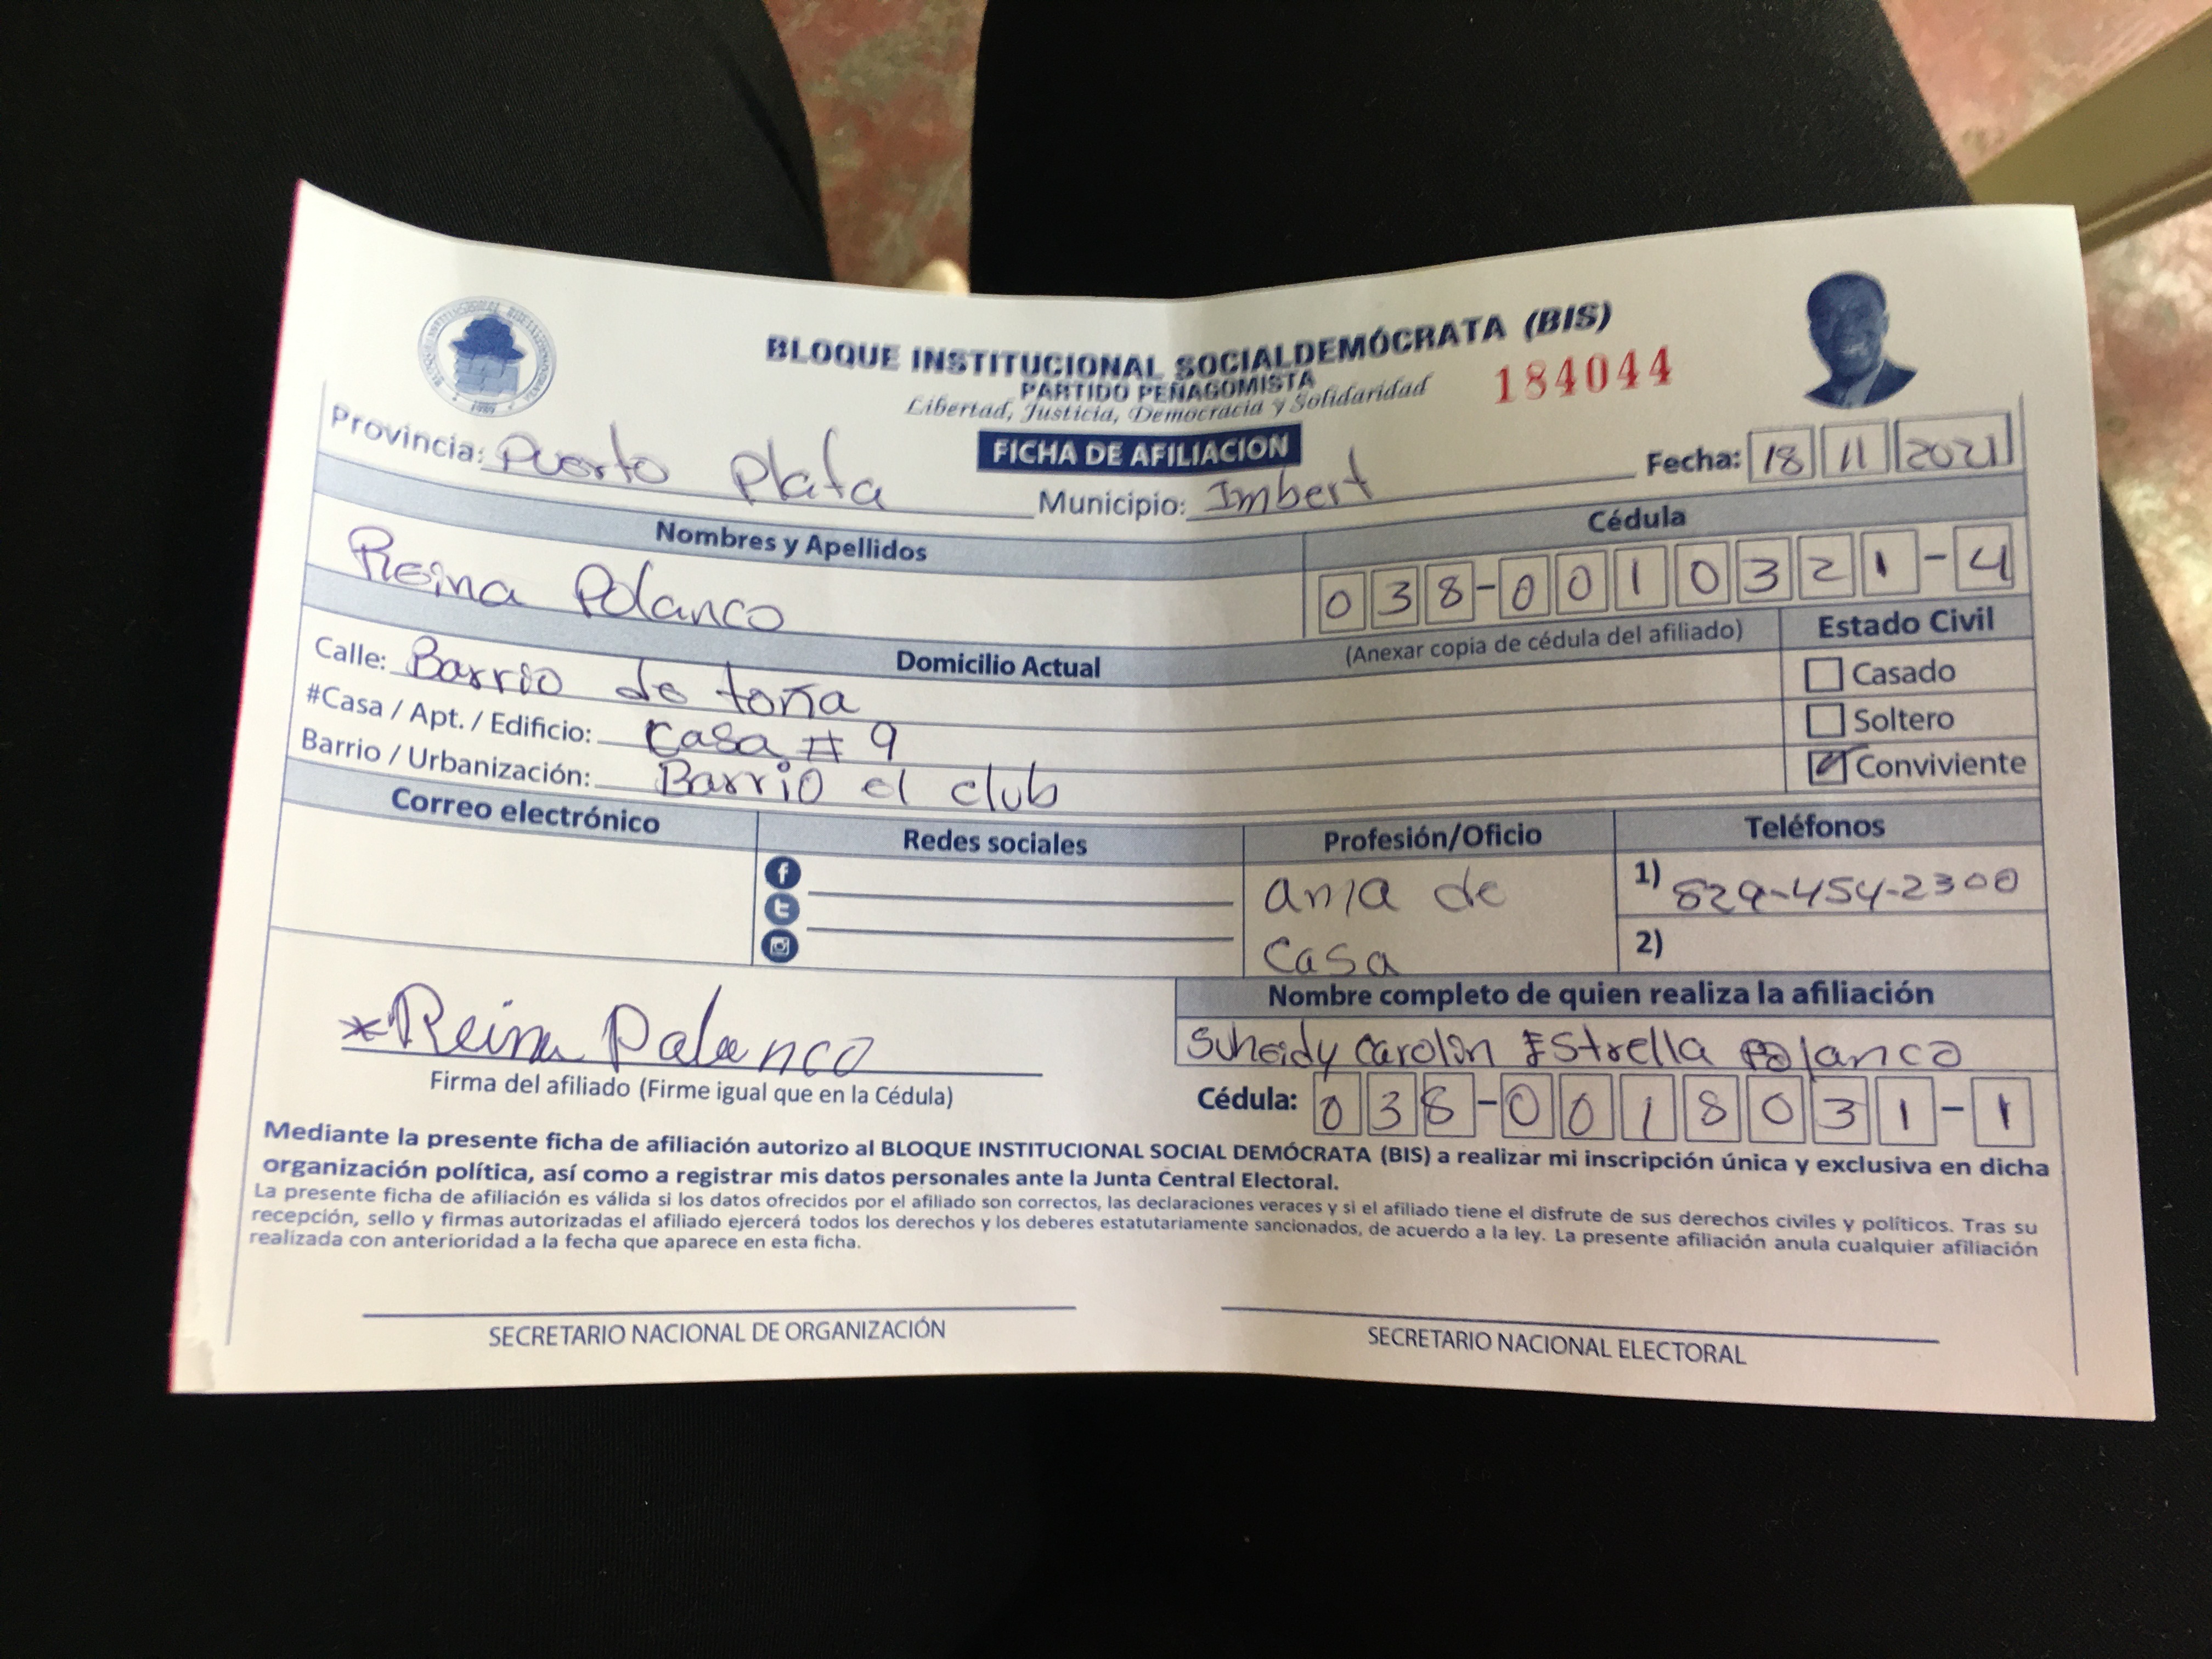 BLOQUE INSTITUCIONAL SOCIALDEMÓCRATA (BIS)
PARTIDO PEÑAGOMISTA
184044
Libertad, Justicia, Democracia y Solidaridad
FICHA DE AFILIACION
Provincia: Puerto Plata
Municipio: Imbert
Fecha: 18 11 2021
Nombres y Apellidos
Cédula
Reina Polanco
038-0010321-4
(Anexar copia de cédula del afiliado)
Domicilio Actual
Estado Civil
Calle: Barrio de toña
Casado
#Casa / Apt. / Edificio: Casa # 9
Soltero
Barrio / Urbanización: Barrio el club
Conviviente
Correo electrónico
Redes sociales
Profesión/Oficio
Teléfonos
ama de
casa
1) 829-454-2300
2)
*Reina Polanco
Firma del afiliado (Firme igual que en la Cédula)
Nombre completo de quien realiza la afiliación
Suheidy Carolin Estrella Polanco
Cédula: 038-0018031-1
Mediante la presente ficha de afiliación autorizo al BLOQUE INSTITUCIONAL SOCIAL DEMÓCRATA (BIS) a realizar mi inscripción única y exclusiva en dicha
organización política, así como a registrar mis datos personales ante la Junta Central Electoral.
La presente ficha de afiliación es válida si los datos ofrecidos por el afiliado son correctos, las declaraciones veraces y si el afiliado tiene el disfrute de sus derechos civiles y políticos. Tras su
recepción, sello y firmas autorizadas el afiliado ejercerá todos los derechos y los deberes estatutariamente sancionados, de acuerdo a la ley. La presente afiliación anula cualquier afiliación
realizada con anterioridad a la fecha que aparece en esta ficha.
SECRETARIO NACIONAL DE ORGANIZACIÓN
SECRETARIO NACIONAL ELECTORAL